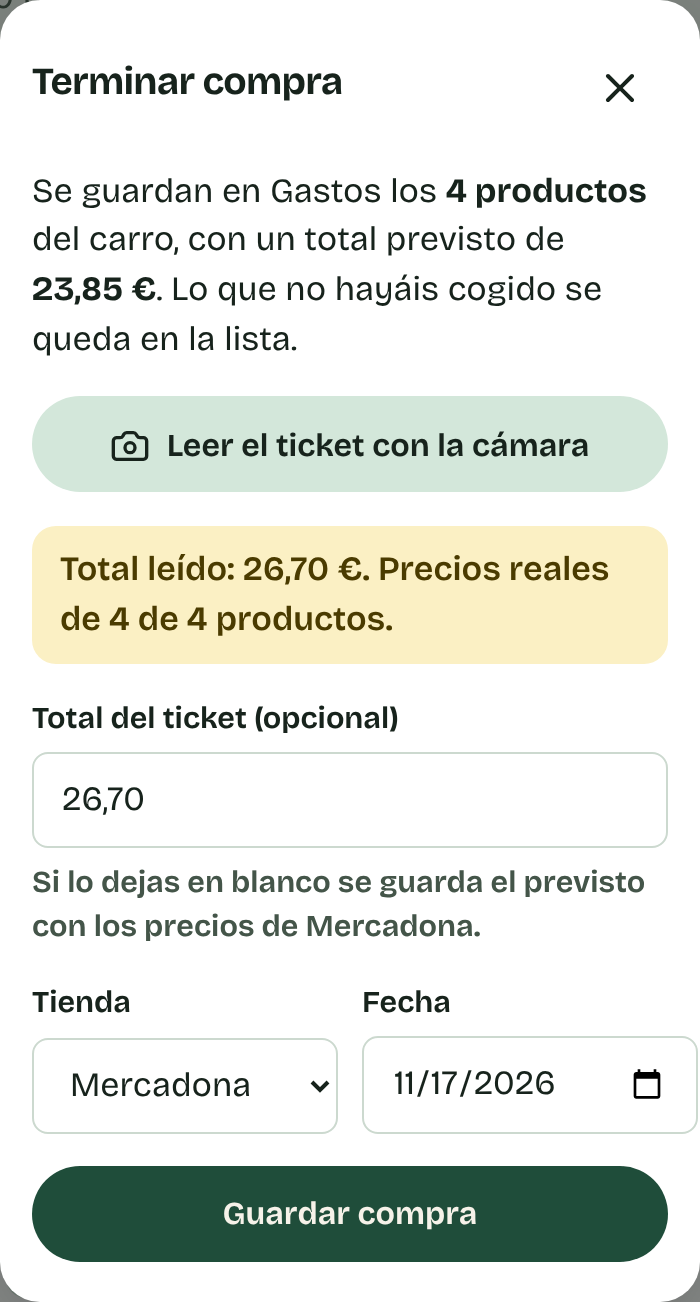 Terminar compra
Se guardan en Gastos los 4 productos
del carro, con un total previsto de
23,85 €. Lo que no hayáis cogido se
queda en la lista.
Leer el ticket con la cámara
Total leído: 26,70 €. Precios reales
de 4 de 4 productos.
Total del ticket (opcional)
26,70
Si lo dejas en blanco se guarda el previsto
con los precios de Mercadona.
Tienda Fecha
Mercadona 11/17/2026
Guardar compra